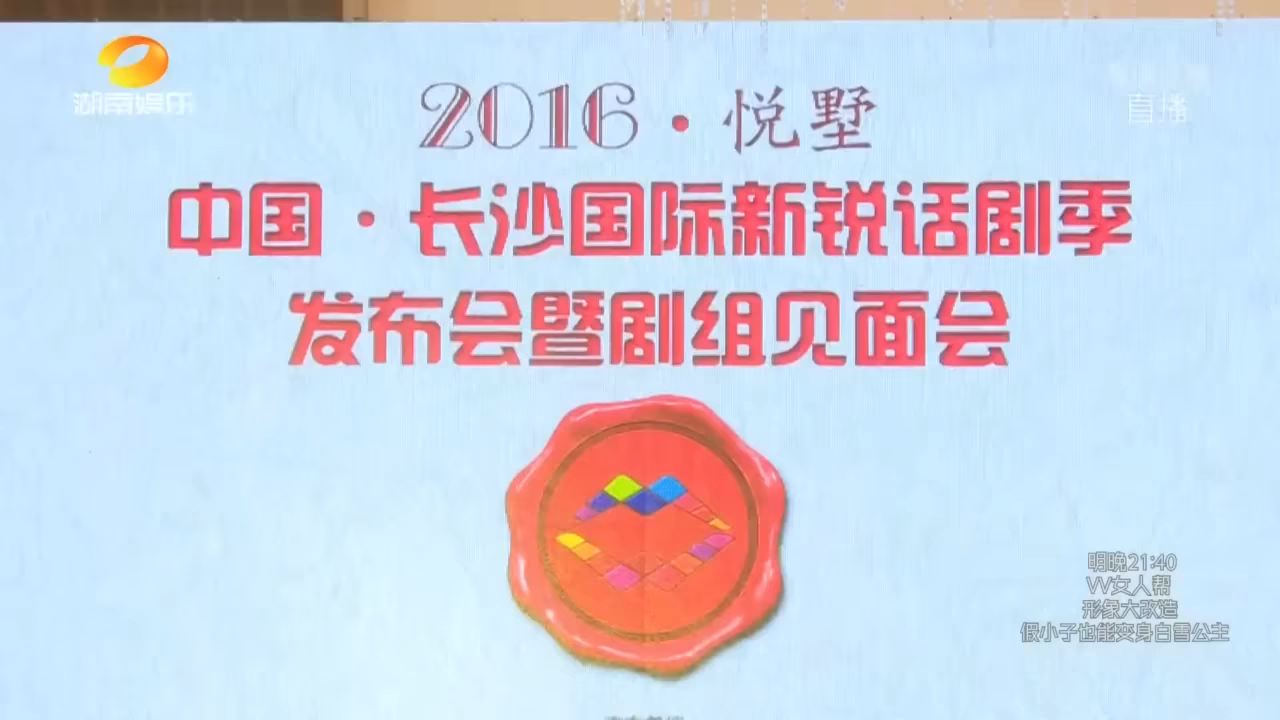 湖南娱乐
直播
2016·悦墅
中国·长沙国际新锐话剧季
发布会暨剧组见面会
明晚21:40
VV女人帮
形象大改造
假小子也能变身白雪公主